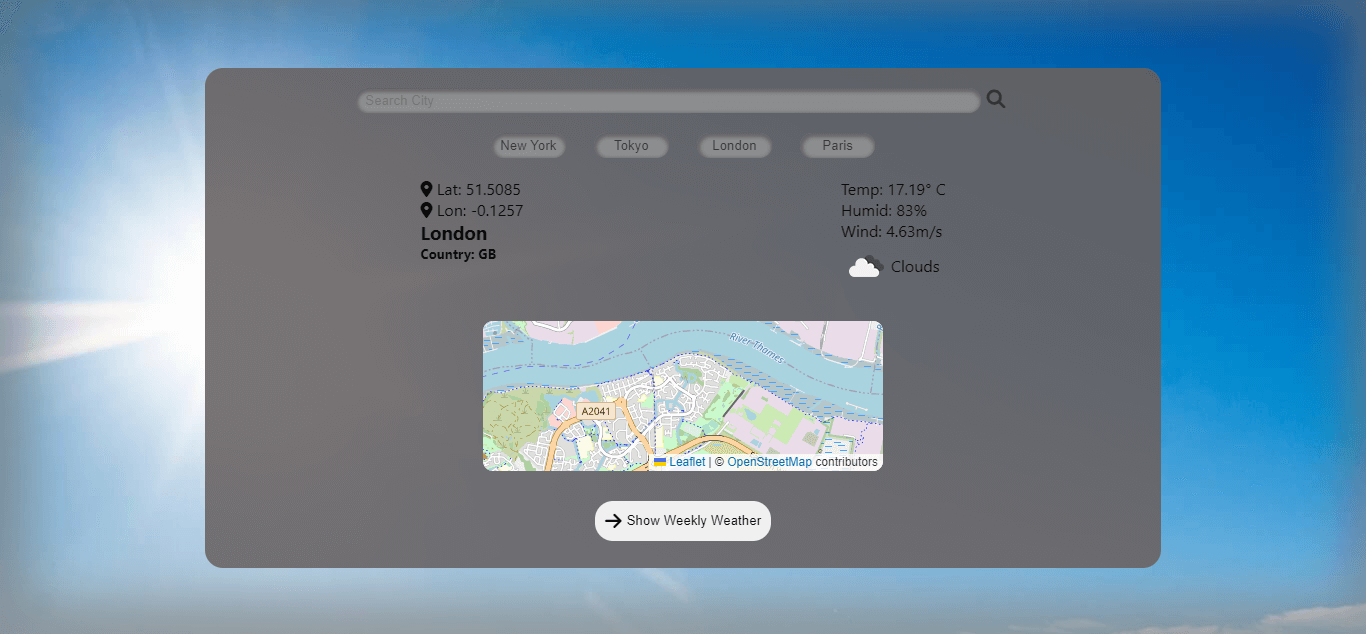 Search City
New York
Tokyo
London
Paris
Lat: 51.5085
Lon: -0.1257
London
Country: GB
Temp: 17.19° C
Humid: 83%
Wind: 4.63m/s
Clouds
River Thames
A2041
Leaflet | © OpenStreetMap contributors
Show Weekly Weather